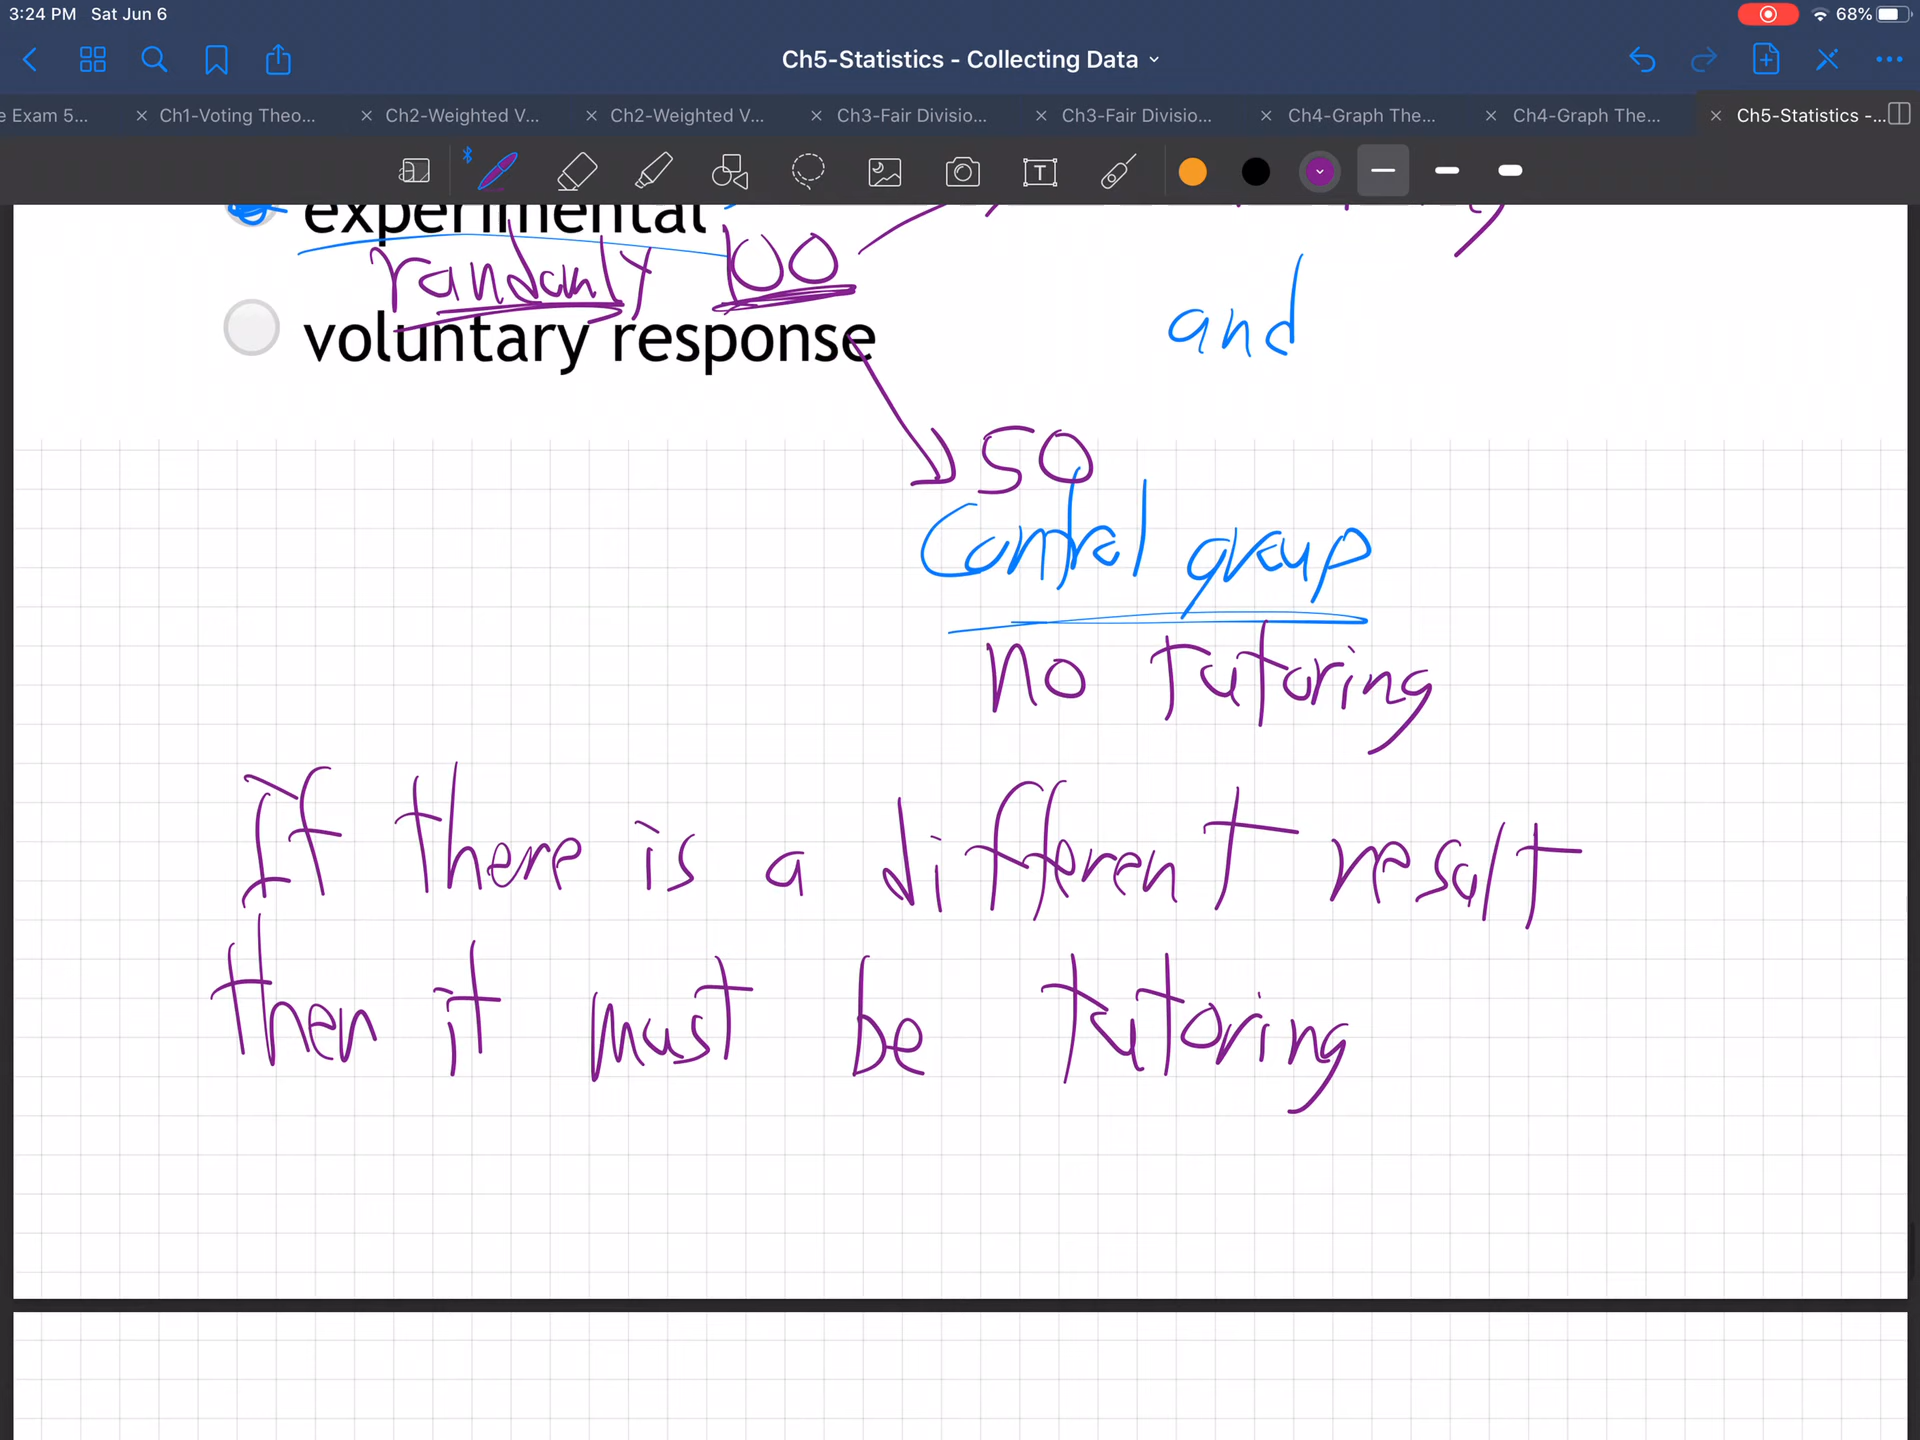 3:24 PM Sat Jun 6
68%
Ch5-Statistics - Collecting Data
e Exam 5...
Ch1-Voting Theo...
Ch2-Weighted V...
Ch2-Weighted V...
Ch3-Fair Divisio...
Ch3-Fair Divisio...
Ch4-Graph The...
Ch4-Graph The...
Ch5-Statistics -...
T
experimental
randomly 100
voluntary response
and
50
Control group
no tutoring
If there is a different result
then it must be tutoring